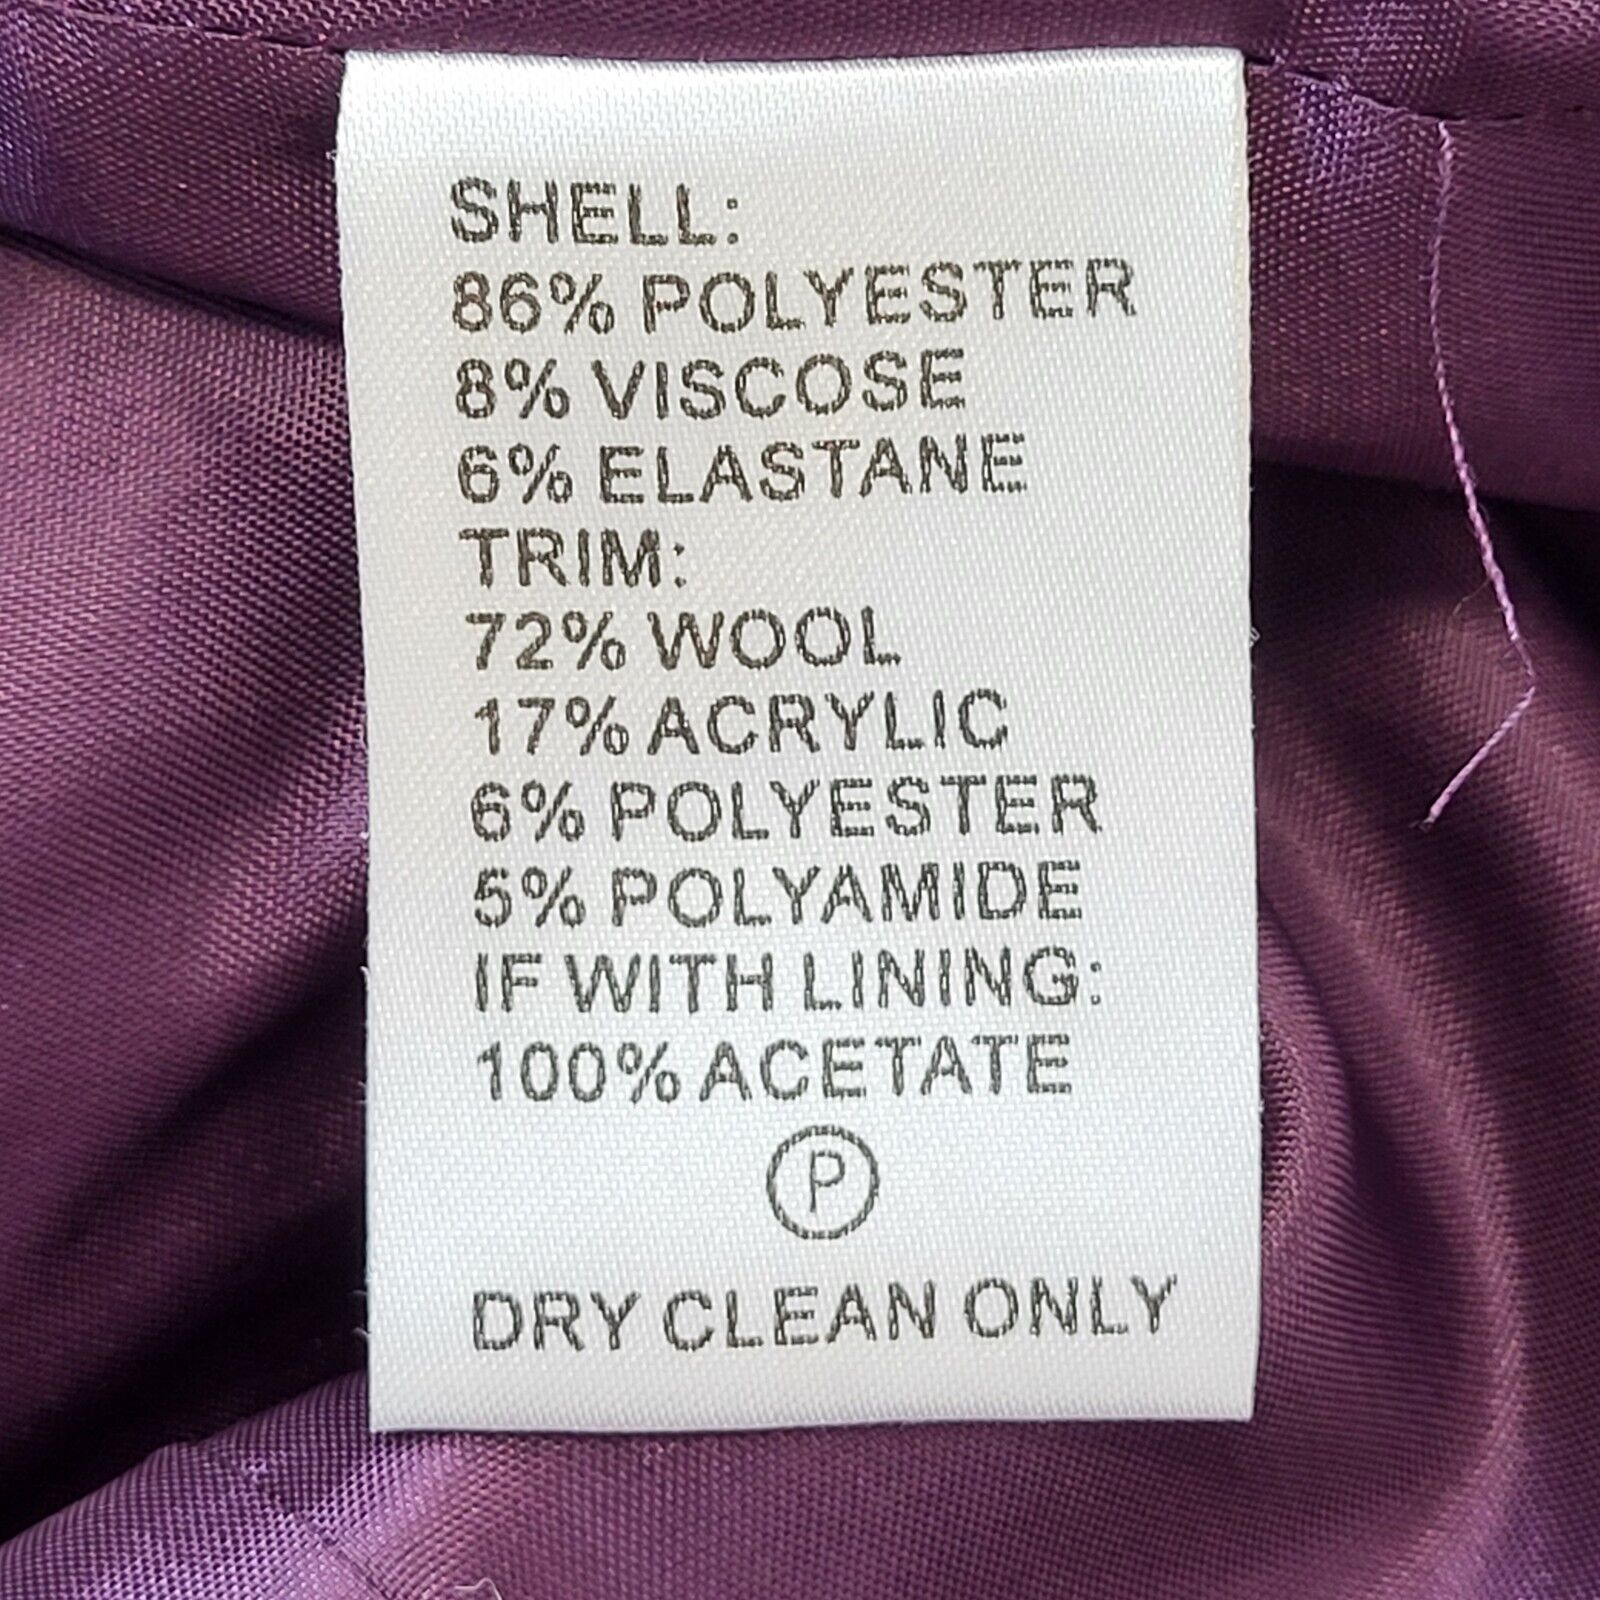 SHELL:
86% POLYESTER
8% VISCOSE
6% ELASTANE
TRIM:
72% WOOL
17% ACRYLIC
6% POLYESTER
5% POLYAMIDE
IF WITH LINING:
100% ACETATE
P
DRY CLEAN ONLY